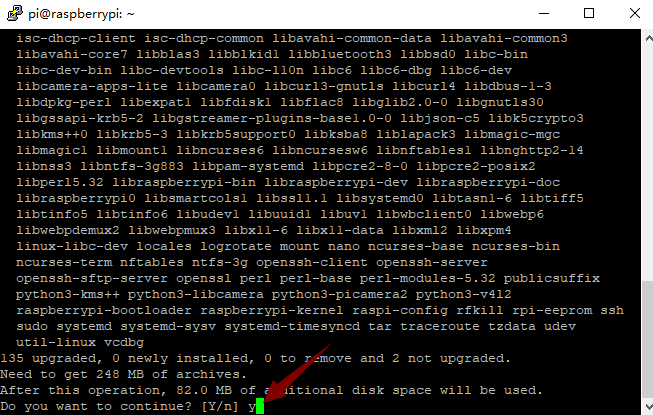 pi@raspberrypi: ~
isc-dhcp-client isc-dhcp-common libavahi-common-data libavahi-common3
libavahi-core7 libblas3 libblkid1 libbluetooth3 libbsd0 libc-bin
libc-dev-bin libc-devtools libc-l10n libc6 libc6-dbg libc6-dev
libcamera-apps-lite libcamera0 libcurl3-gnutls libcurl4 libdbus-1-3
libdpkg-perl libexpat1 libfdisk1 libflac8 libglib2.0-0 libgnutls30
libgssapi-krb5-2 libgstreamer-plugins-base1.0-0 libjson-c5 libk5crypto3
libkms++0 libkrb5-3 libkrb5support0 libksba8 liblapack3 libmagic-mgc
libmagic1 libmount1 libncurses6 libncursesw6 libnftables1 libnghttp2-14
libnss3 libntfs-3g883 libpam-systemd libpcre2-8-0 libpcre2-posix2
libperl5.32 libraspberrypi-bin libraspberrypi-dev libraspberrypi-doc
libraspberrypi0 libsmartcols1 libssl1.1 libsystemd0 libtasn1-6 libtiff5
libtinfo5 libtinfo6 libudev1 libuuid1 libuv1 libwbclient0 libwebp6
libwebpdemux2 libwebpmux3 libx11-6 libx11-data libxml2 libxpm4
linux-libc-dev locales logrotate mount nano ncurses-base ncurses-bin
ncurses-term nftables ntfs-3g openssh-client openssh-server
openssh-sftp-server openssl perl perl-base perl-modules-5.32 publicsuffix
python3-kms++ python3-libcamera python3-picamera2 python3-v4l2
raspberrypi-bootloader raspberrypi-kernel raspi-config rfkill rpi-eeprom ssh
sudo systemd systemd-sysv systemd-timesyncd tar traceroute tzdata udev
util-linux vcdbg
135 upgraded, 0 newly installed, 0 to remove and 2 not upgraded.
Need to get 248 MB of archives.
After this operation, 82.0 MB of additional disk space will be used.
Do you want to continue? [Y/n] y